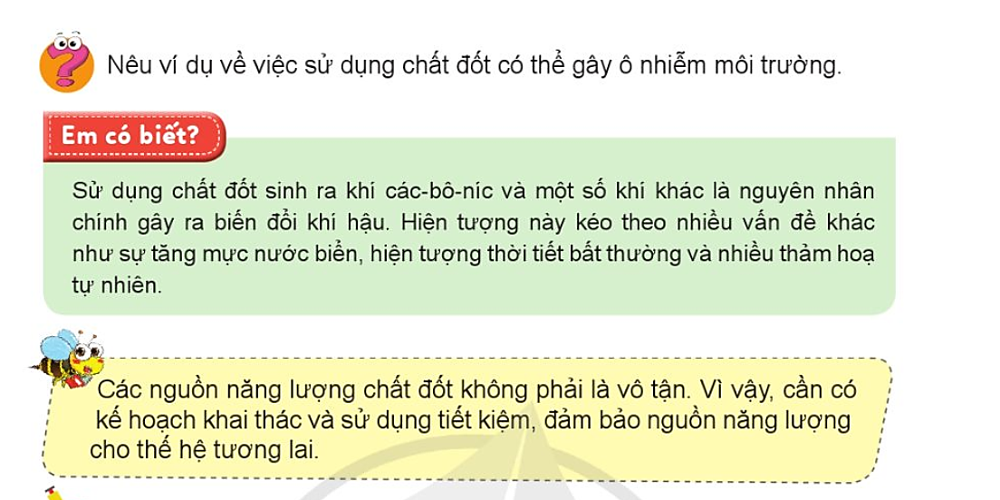 Nêu ví dụ về việc sử dụng chất đốt có thể gây ô nhiễm môi trường.
Em có biết?
Sử dụng chất đốt sinh ra khí các-bô-níc và một số khí khác là nguyên nhân
chính gây ra biến đổi khí hậu. Hiện tượng này kéo theo nhiều vấn đề khác
như sự tăng mực nước biển, hiện tượng thời tiết bất thường và nhiều thảm hoạ
tự nhiên.
Các nguồn năng lượng chất đốt không phải là vô tận. Vì vậy, cần có
kế hoạch khai thác và sử dụng tiết kiệm, đảm bảo nguồn năng lượng
cho thế hệ tương lai.